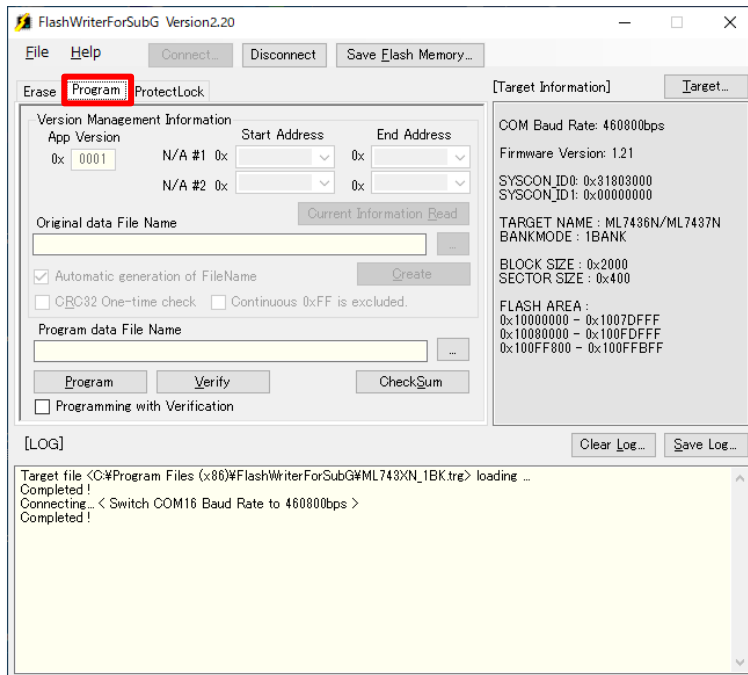 FlashWriterForSubG Version2.20
File Help Connect... Disconnect Save Flash Memory...
Erase Program ProtectLock
Version Management Information
App Version Start Address End Address
0x 0001 N/A #1 0x 0x
N/A #2 0x 0x
Current Information Read
Original data File Name
...
Automatic generation of FileName Create
CRC32 One-time check Continuous 0xFF is excluded.
Program data File Name
...
Program Verify CheckSum
Programming with Verification
[Target Information] Target...
COM Baud Rate: 460800bps
Firmware Version: 1.21
SYSCON_ID0: 0x31803000
SYSCON_ID1: 0x00000000
TARGET NAME : ML7436N/ML7437N
BANKMODE : 1BANK
BLOCK SIZE : 0x2000
SECTOR SIZE : 0x400
FLASH AREA :
0x10000000 - 0x1007DFFF
0x10080000 - 0x100FDFFF
0x100FF800 - 0x100FFBFF
[LOG] Clear Log... Save Log...
Target file <C:¥Program Files (x86)¥FlashWriterForSubG¥ML743XN_1BK.trg> loading ...
Completed !
Connecting... < Switch COM16 Baud Rate to 460800bps >
Completed !